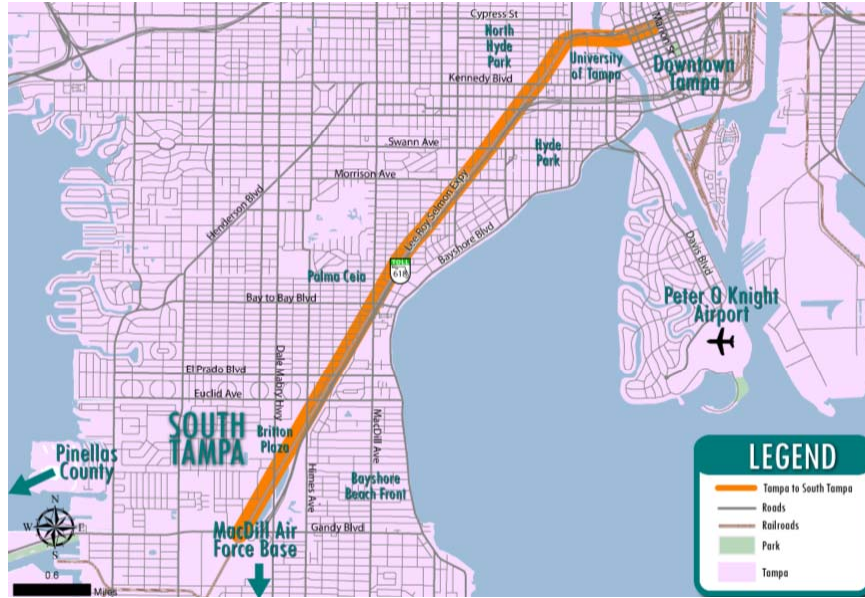 Cypress St
North
Hyde
Park
Marion St
University
of Tampa
Downtown
Tampa
Kennedy Blvd
Swann Ave
Hyde
Park
Morrison Ave
Henderson Blvd
Lee Roy Selmon Expy
Bayshore Blvd
Davis Blvd
TOLL
618
Palma Ceia
Bay to Bay Blvd
Peter O Knight
Airport
El Prado Blvd
Dale Mabry Hwy
Euclid Ave
MacDill Ave
SOUTH
TAMPA
Britton
Plaza
Pinellas
County
Himes Ave
Bayshore
Beach Front
N
W
E
S
Gandy Blvd
MacDill Air
Force Base
0.6
Miles
LEGEND
Tampa to South Tampa
Roads
Railroads
Park
Tampa